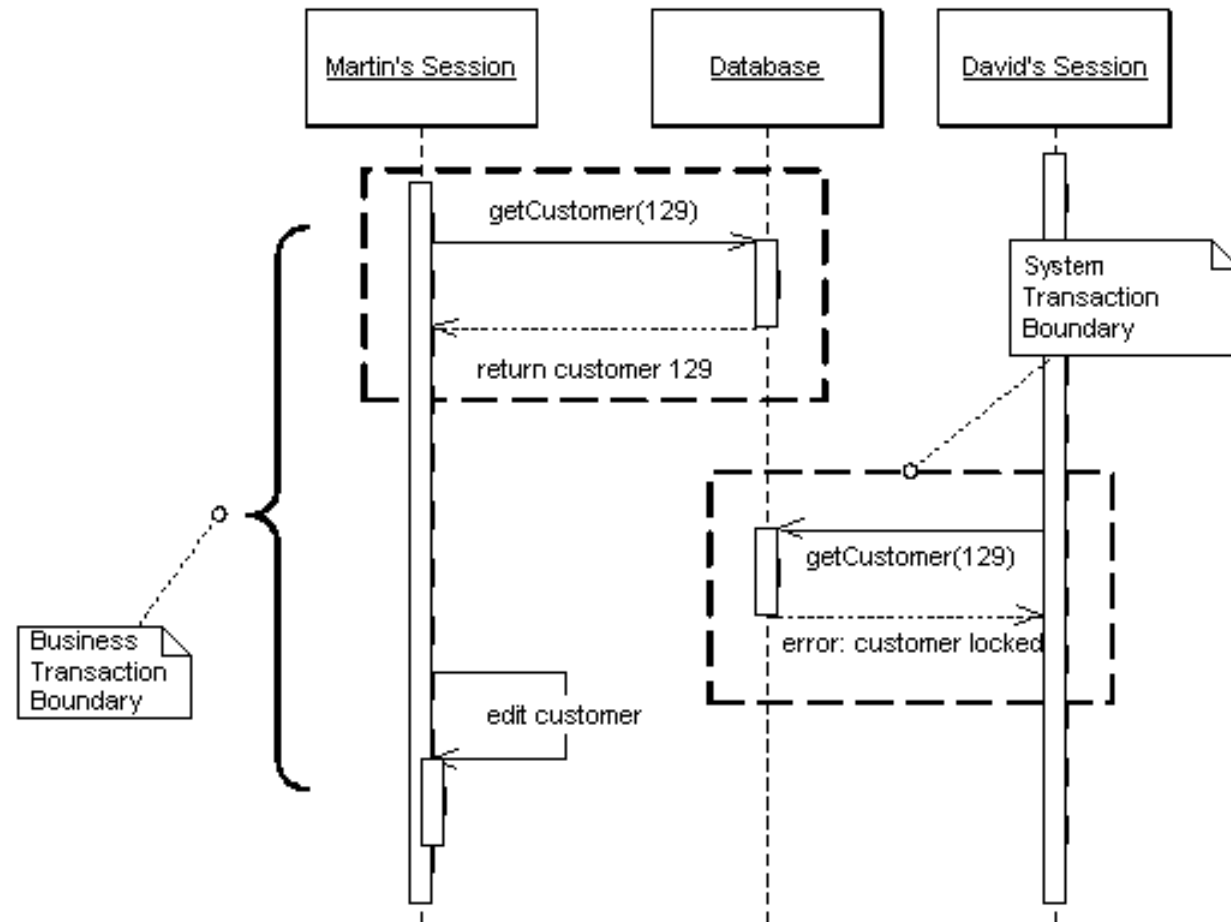 Martin's Session
Database
David's Session
getCustomer(129)
return customer 129
System
Transaction
Boundary
getCustomer(129)
error: customer locked
Business
Transaction
Boundary
edit customer